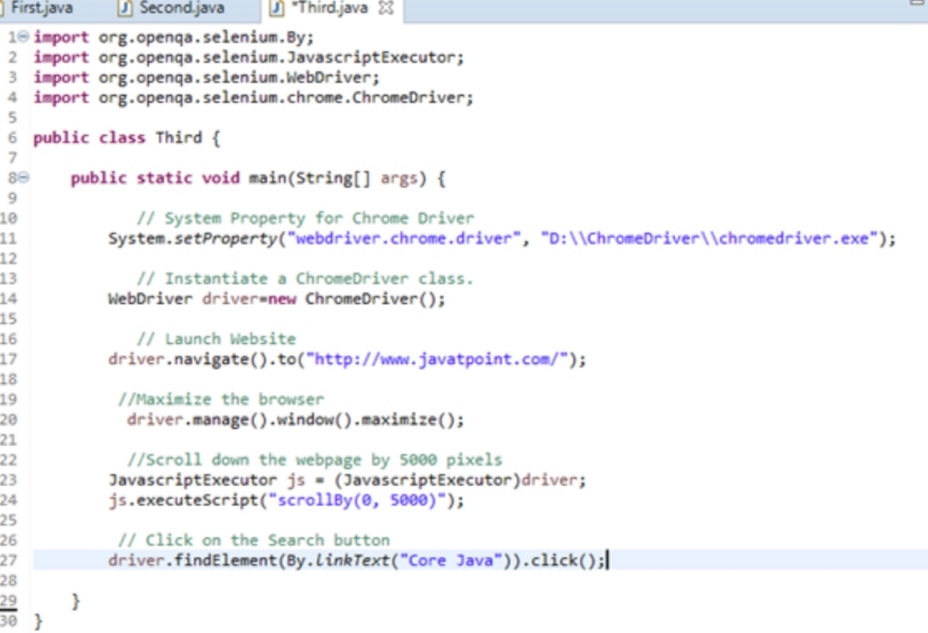 First.java Second.java *Third.java
1 import org.openqa.selenium.By;
2 import org.openqa.selenium.JavascriptExecutor;
3 import org.openqa.selenium.WebDriver;
4 import org.openqa.selenium.chrome.ChromeDriver;
5
6 public class Third {
7
8 public static void main(String[] args) {
9
10 // System Property for Chrome Driver
11 System.setProperty("webdriver.chrome.driver", "D:\\ChromeDriver\\chromedriver.exe");
12
13 // Instantiate a ChromeDriver class.
14 WebDriver driver=new ChromeDriver();
15
16 // Launch Website
17 driver.navigate().to("http://www.javatpoint.com/");
18
19 //Maximize the browser
20 driver.manage().window().maximize();
21
22 //Scroll down the webpage by 5000 pixels
23 JavascriptExecutor js = (JavascriptExecutor)driver;
24 js.executeScript("scrollBy(0, 5000)");
25
26 // Click on the Search button
27 driver.findElement(By.linkText("Core Java")).click();
28
29 }
30 }